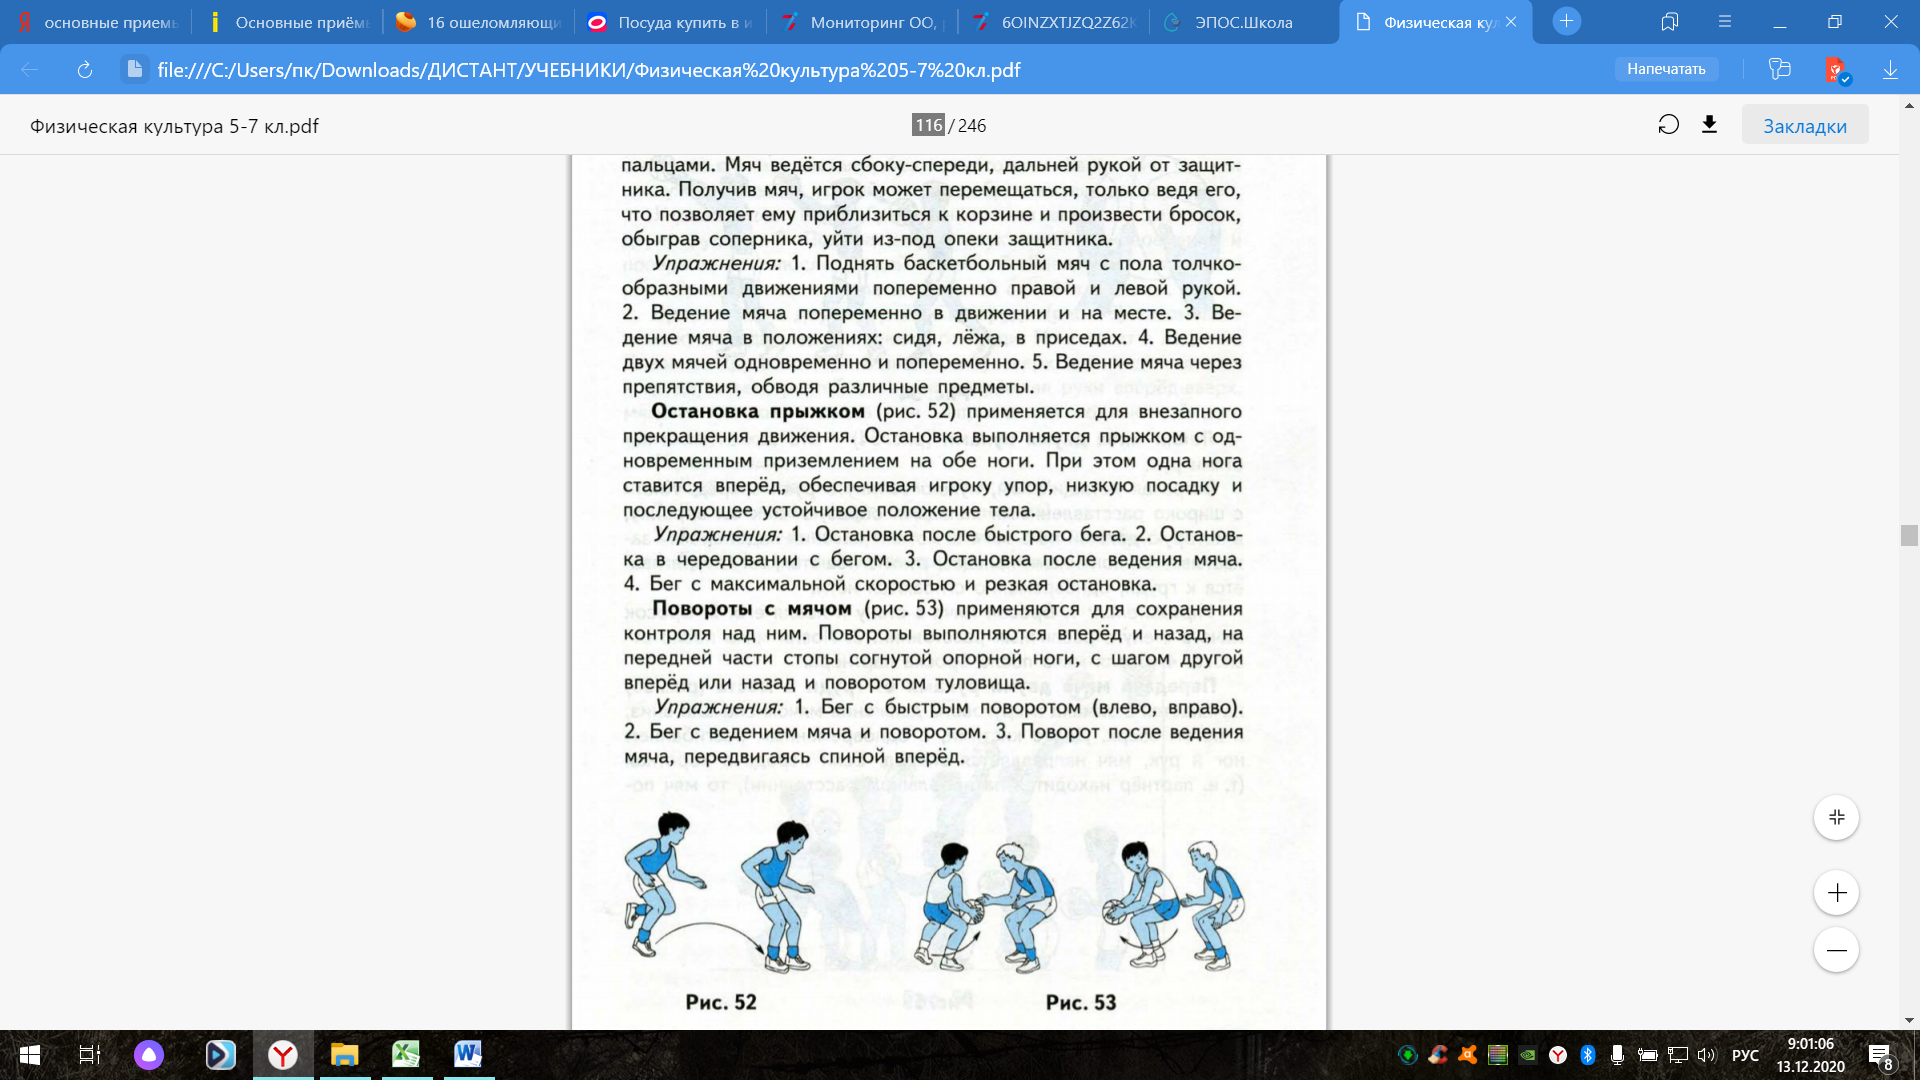 основные приемы
Основные приёмы
16 ошеломляющи
Посуда купить в и
Мониторинг ОО,
6OINZXTJZQ2Z62K
ЭПОС.Школа
Физическая кул
file:///C:/Users/пк/Downloads/ДИСТАНТ/УЧЕБНИКИ/Физическая%20культура%205-7%20кл.pdf
Напечатать
Физическая культура 5-7 кл.pdf
116 / 246
Закладки
пальцами. Мяч ведётся сбоку-спереди, дальней рукой от защит-
ника. Получив мяч, игрок может перемещаться, только ведя его,
что позволяет ему приблизиться к корзине и произвести бросок,
обыграв соперника, уйти из-под опеки защитника.
Упражнения: 1. Поднять баскетбольный мяч с пола толчко-
образными движениями попеременно правой и левой рукой.
2. Ведение мяча попеременно в движении и на месте. 3. Ве-
дение мяча в положениях: сидя, лёжа, в приседах. 4. Ведение
двух мячей одновременно и попеременно. 5. Ведение мяча через
препятствия, обводя различные предметы.
Остановка прыжком (рис. 52) применяется для внезапного
прекращения движения. Остановка выполняется прыжком с од-
новременным приземлением на обе ноги. При этом одна нога
ставится вперёд, обеспечивая игроку упор, низкую посадку и
последующее устойчивое положение тела.
Упражнения: 1. Остановка после быстрого бега. 2. Останов-
ка в чередовании с бегом. 3. Остановка после ведения мяча.
4. Бег с максимальной скоростью и резкая остановка.
Повороты с мячом (рис. 53) применяются для сохранения
контроля над ним. Повороты выполняются вперёд и назад, на
передней части стопы согнутой опорной ноги, с шагом другой
вперёд или назад и поворотом туловища.
Упражнения: 1. Бег с быстрым поворотом (влево, вправо).
2. Бег с ведением мяча и поворотом. 3. Поворот после ведения
мяча, передвигаясь спиной вперёд.
Рис. 52
Рис. 53
РУС
9:01:06
13.12.2020
8